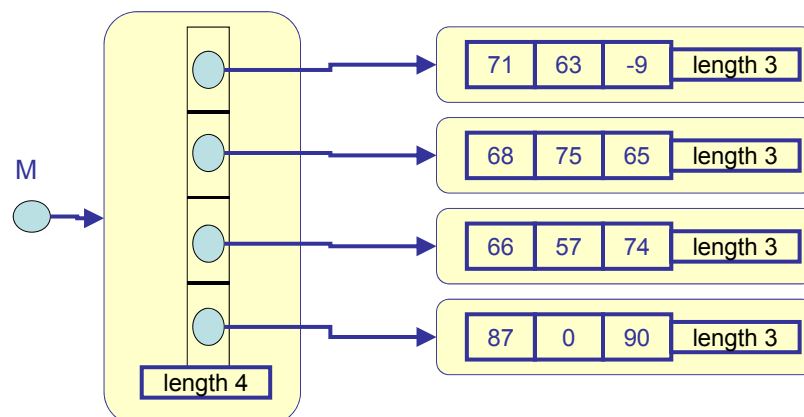 71 63 -9 length 3
68 75 65 length 3
M
66 57 74 length 3
87 0 90 length 3
length 4